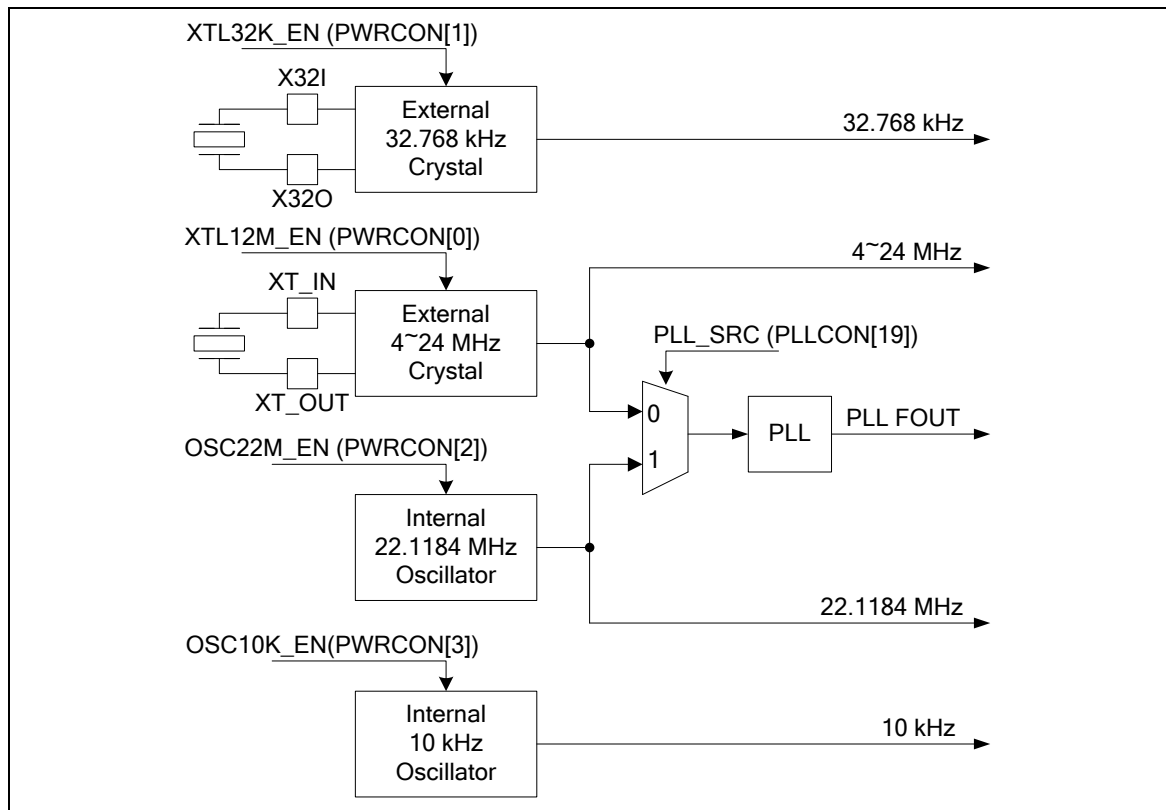 XTL32K_EN (PWRCON[1])
X32I
External
32.768 kHz
Crystal
X32O
32.768 kHz
XTL12M_EN (PWRCON[0])
XT_IN
External
4~24 MHz
Crystal
XT_OUT
4~24 MHz
PLL_SRC (PLLCON[19])
0
1
PLL
PLL FOUT
OSC22M_EN (PWRCON[2])
Internal
22.1184 MHz
Oscillator
22.1184 MHz
OSC10K_EN(PWRCON[3])
Internal
10 kHz
Oscillator
10 kHz